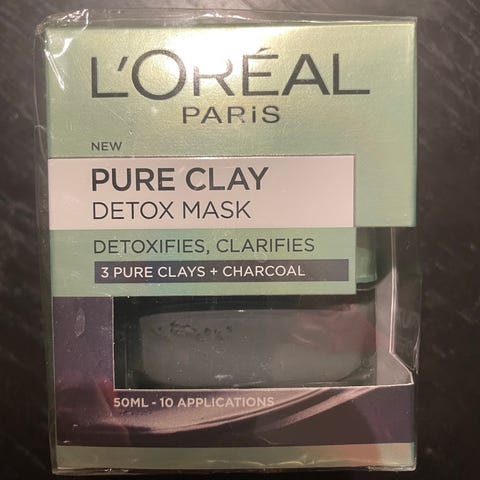 L'ORÉAL
PARiS
NEW
PURE CLAY
DETOX MASK
DETOXIFIES, CLARIFIES
3 PURE CLAYS + CHARCOAL
50ML - 10 APPLICATIONS